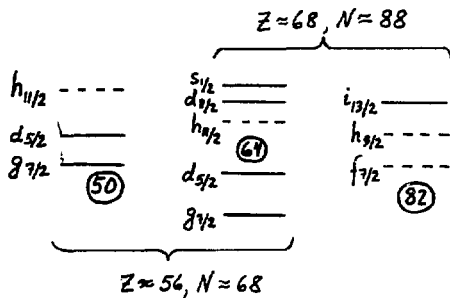 Z≈68, N≈88
h11/2
d5/2
g7/2
50
s1/2
d3/2
h11/2
64
d5/2
g7/2
i13/2
h9/2
f7/2
82
Z≈56, N≈68